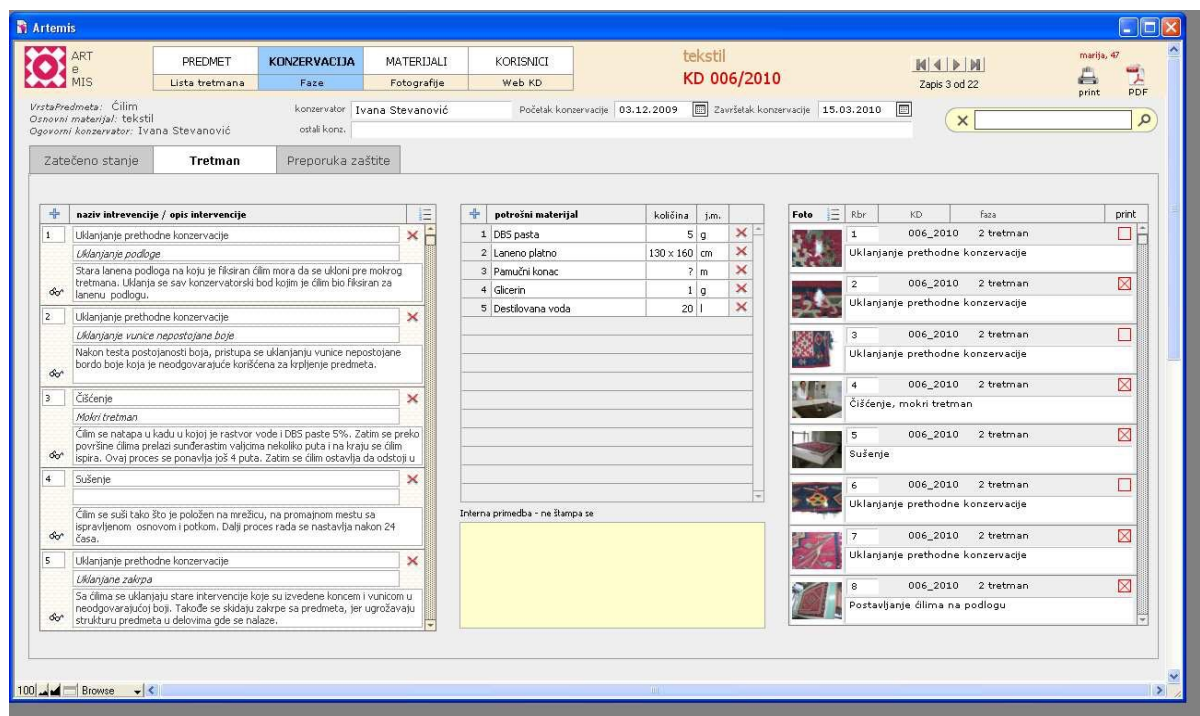 Artemis
ART
e
MIS
PREDMET
KONZERVACIJA
MATERIJALI
KORISNICI
Lista tretmana
Faze
Fotografije
Web KD
tekstil
KD 006/2010
Zapis 3 od 22
marija, 47
print
PDF
VrstaPredmeta: Ćilim
Osnovni materijal: tekstil
Ogovorni konzervator: Ivana Stevanović
konzervator Ivana Stevanović
ostali konz.
Početak konzervacije 03.12.2009
Završetak konzervacije 15.03.2010
Zatečeno stanje
Tretman
Preporuka zaštite
naziv intrevencije / opis intervencije
1 Uklanjanje prethodne konzervacije
Uklanjanje podloge
Stara lanena podloga na koju je fiksiran ćilim mora da se ukloni pre mokrog
tretmana. Uklanja se sav konzervatorski bod kojim je ćilim bio fiksiran za
lanenu podlogu.
2 Uklanjanje prethodne konzervacije
Uklanjanje vunice nepostojane boje
Nakon testa postojanosti boja, pristupa se uklanjanju vunice nepostojane
bordo boje koja je neodgovarajuće korišćena za krpljenje predmeta.
3 Čišćenje
Mokri tretman
Ćilim se natapa u kadu u kojoj je rastvor vode i DBS paste 5%. Zatim se preko
površine ćilima prelazi sunđerastim valjcima nekoliko puta i na kraju se ćilim
ispira. Ovaj proces se ponavlja još 4 puta. Zatim se ćilim ostavlja da odstoji u
4 Sušenje
Ćilim se suši tako što je položen na mrežicu, na promajnom mestu sa
ispravljenom osnovom i potkom. Dalji proces rada se nastavlja nakon 24
časa.
5 Uklanjanje prethodne konzervacije
Uklanjane zakrpa
Sa ćilima se uklanjaju stare intervencije koje su izvedene koncem i vunicom u
neodgovarajućoj boji. Takođe se skidaju zakrpe sa predmeta, jer ugrožavaju
strukturu predmeta u delovima gde se nalaze.
potrošni materijal količina j.m.
1 DBS pasta 5 g
2 Laneno platno 130 x 160 cm
3 Pamučni konac ? m
4 Glicerin 1 g
5 Destilovana voda 20 l
Interna primedba - ne štampa se
Foto Rbr KD faza print
1 006_2010 2 tretman
Uklanjanje prethodne konzervacije
2 006_2010 2 tretman
Uklanjanje prethodne konzervacije
3 006_2010 2 tretman
Uklanjanje prethodne konzervacije
4 006_2010 2 tretman
Čišćenje, mokri tretman
5 006_2010 2 tretman
Sušenje
6 006_2010 2 tretman
Uklanjanje prethodne konzervacije
7 006_2010 2 tretman
Uklanjanje prethodne konzervacije
8 006_2010 2 tretman
Postavljanje ćilima na podlogu
100 Browse